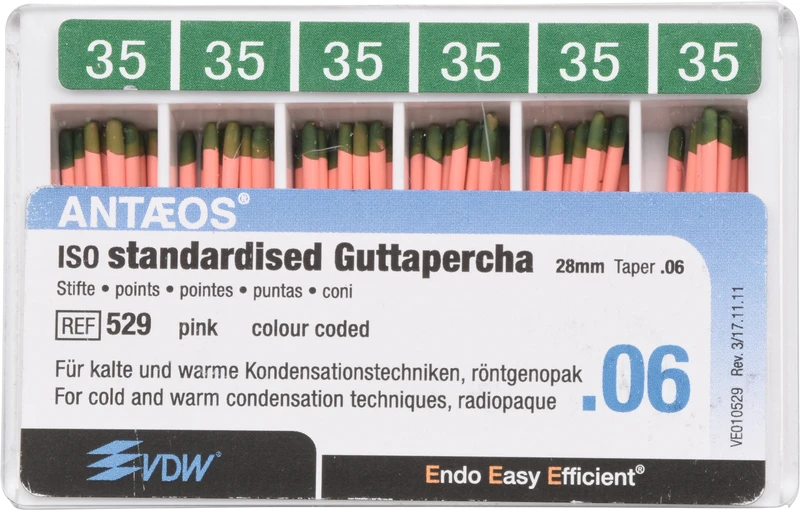 35 35 35 35 35 35
ANTÆOS®
ISO standardised Guttapercha 28mm Taper .06
Stifte • points • pointes • puntas • coni
REF 529 pink colour coded
Für kalte und warme Kondensationstechniken, röntgenopak
For cold and warm condensation techniques, radiopaque
.06
VE010529 Rev. 3/17.11.11
VDW®
Endo Easy Efficient®